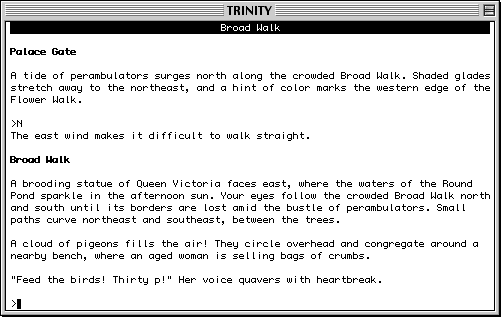 TRINITY
Broad Walk
Palace Gate
A tide of perambulators surges north along the crowded Broad Walk. Shaded glades
stretch away to the northeast, and a hint of color marks the western edge of the
Flower Walk.
>N
The east wind makes it difficult to walk straight.
Broad Walk
A brooding statue of Queen Victoria faces east, where the waters of the Round
Pond sparkle in the afternoon sun. Your eyes follow the crowded Broad Walk north
and south until its borders are lost amid the bustle of perambulators. Small
paths curve northeast and southeast, between the trees.
A cloud of pigeons fills the air! They circle overhead and congregate around a
nearby bench, where an aged woman is selling bags of crumbs.
"Feed the birds! Thirty p!" Her voice quavers with heartbreak.
>